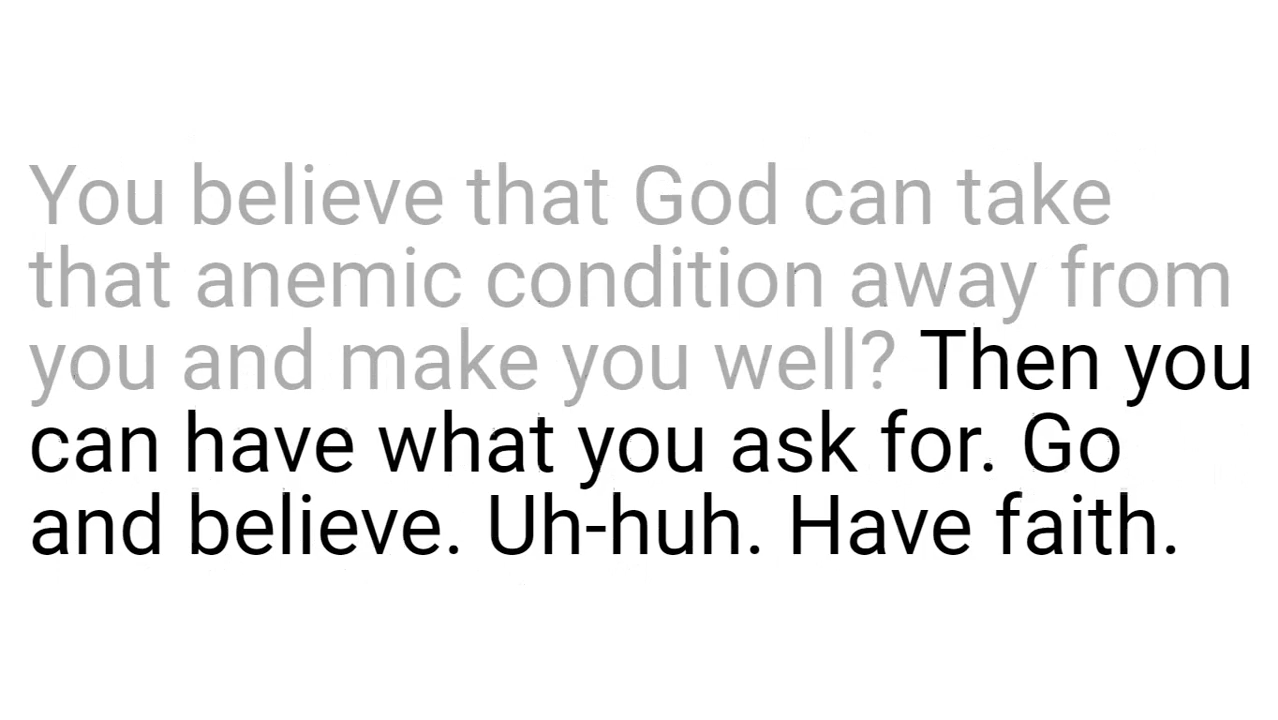 You believe that God can take
that anemic condition away from
you and make you well? Then you
can have what you ask for. Go
and believe. Uh-huh. Have faith.